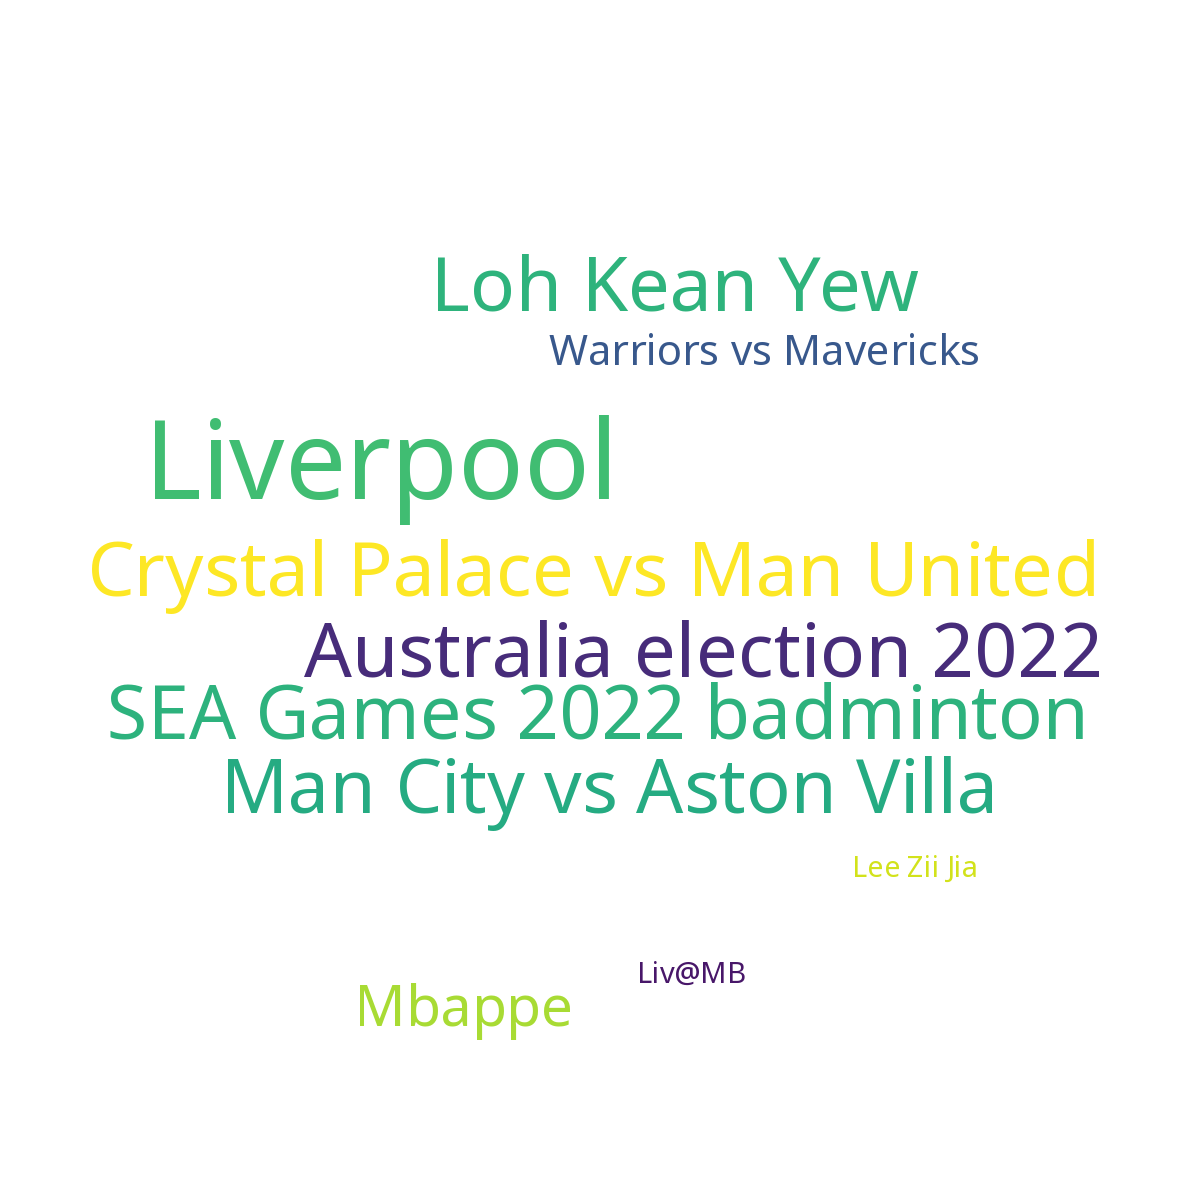 Loh Kean Yew
Warriors vs Mavericks
Liverpool
Crystal Palace vs Man United
Australia election 2022
SEA Games 2022 badminton
Man City vs Aston Villa
Lee Zii Jia
Liv@MB
Mbappe